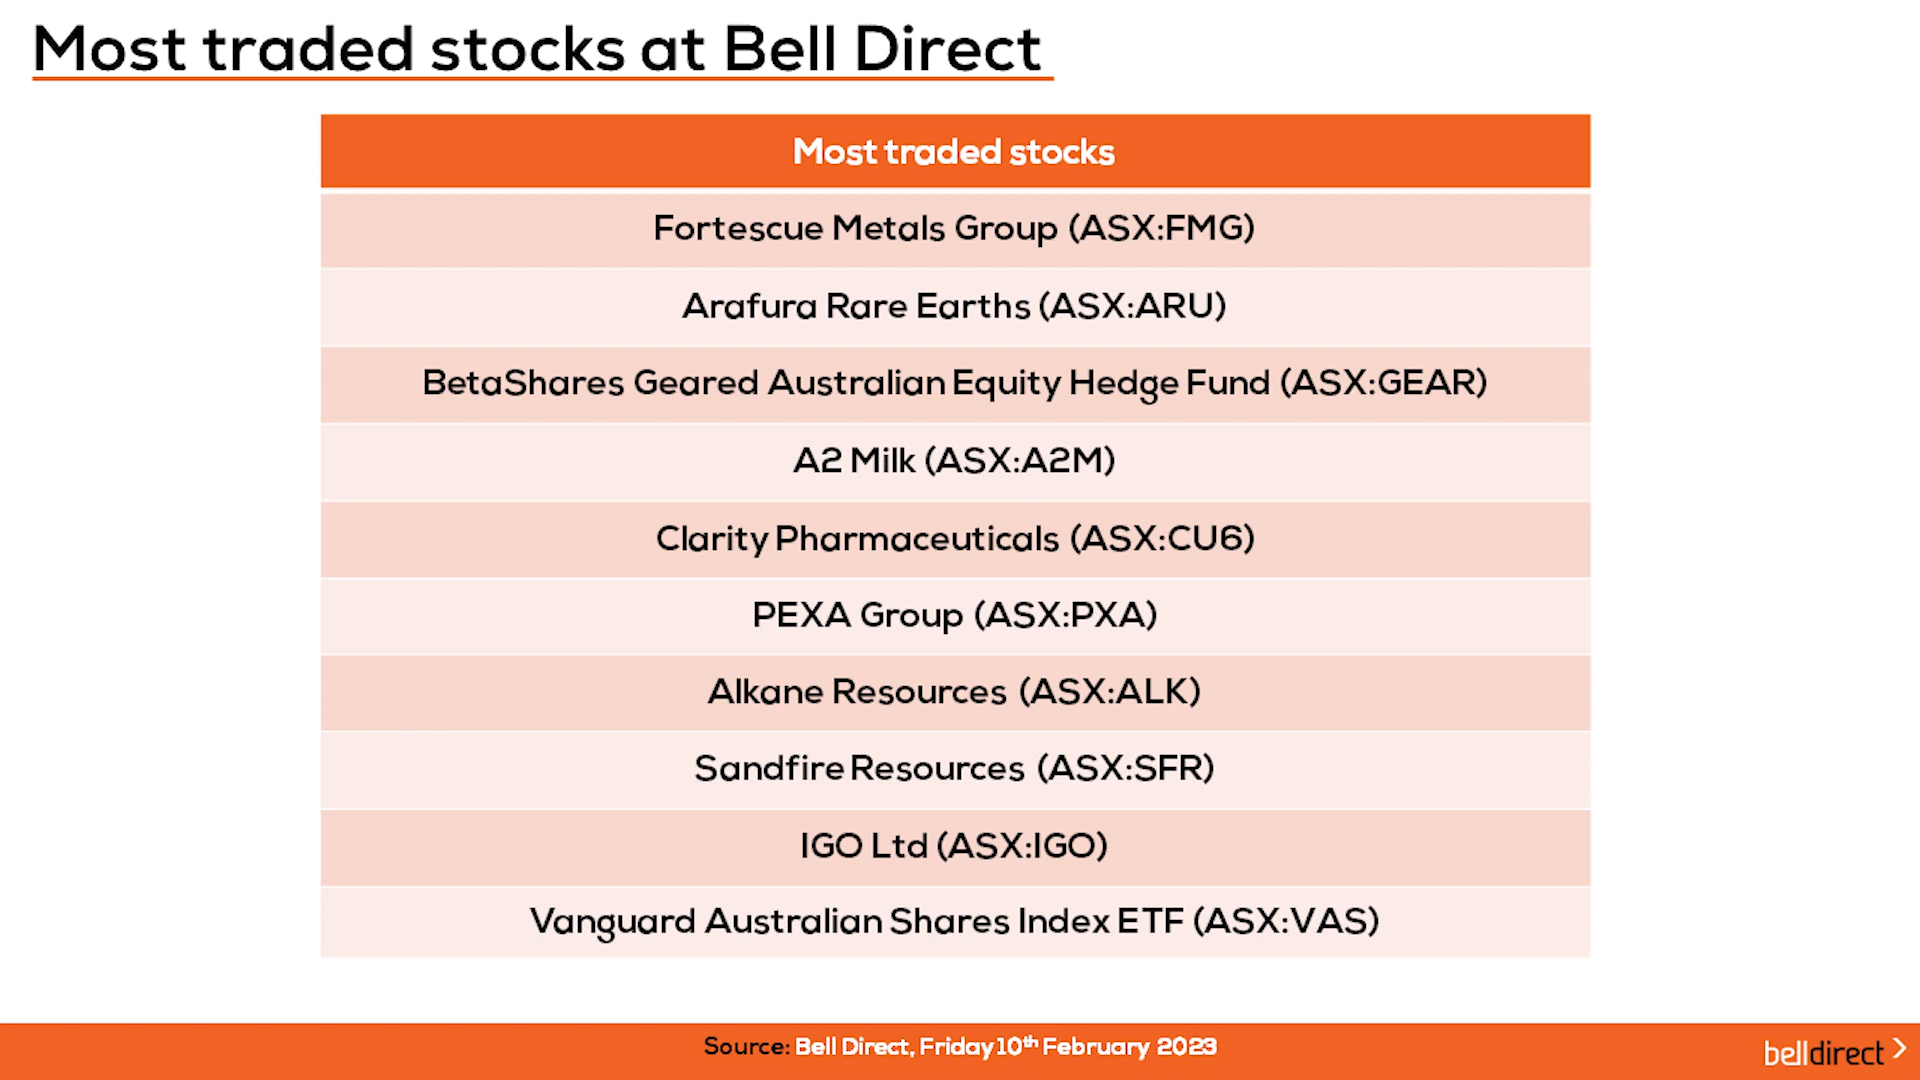 Most traded stocks at Bell Direct
Most traded stocks
Fortescue Metals Group (ASX:FMG)
Arafura Rare Earths (ASX:ARU)
BetaShares Geared Australian Equity Hedge Fund (ASX:GEAR)
A2 Milk (ASX:A2M)
Clarity Pharmaceuticals (ASX:CU6)
PEXA Group (ASX:PXA)
Alkane Resources (ASX:ALK)
Sandfire Resources (ASX:SFR)
IGO Ltd (ASX:IGO)
Vanguard Australian Shares Index ETF (ASX:VAS)
Source: Bell Direct, Friday 10th February 2023
belldirect